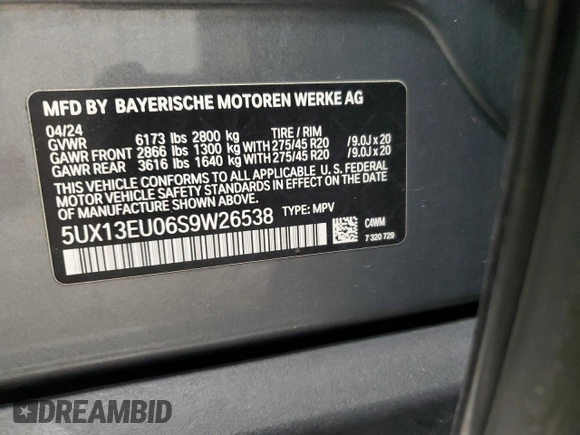 MFD BY BAYERISCHE MOTOREN WERKE AG
04/24 TIRE / RIM
GVWR 6173 lbs 2800 kg
GAWR FRONT 2866 lbs 1300 kg WITH 275/45 R20 / 9.0J x 20
GAWR REAR 3616 lbs 1640 kg WITH 275/45 R20 / 9.0J x 20
THIS VEHICLE CONFORMS TO ALL APPLICABLE U. S. FEDERAL
MOTOR VEHICLE SAFETY STANDARDS IN EFFECT ON THE DATE
OF MANUFACTURE SHOWN ABOVE.
5UX13EU06S9W26538 TYPE: MPV
C4WM
7 320 729
DREAMBID